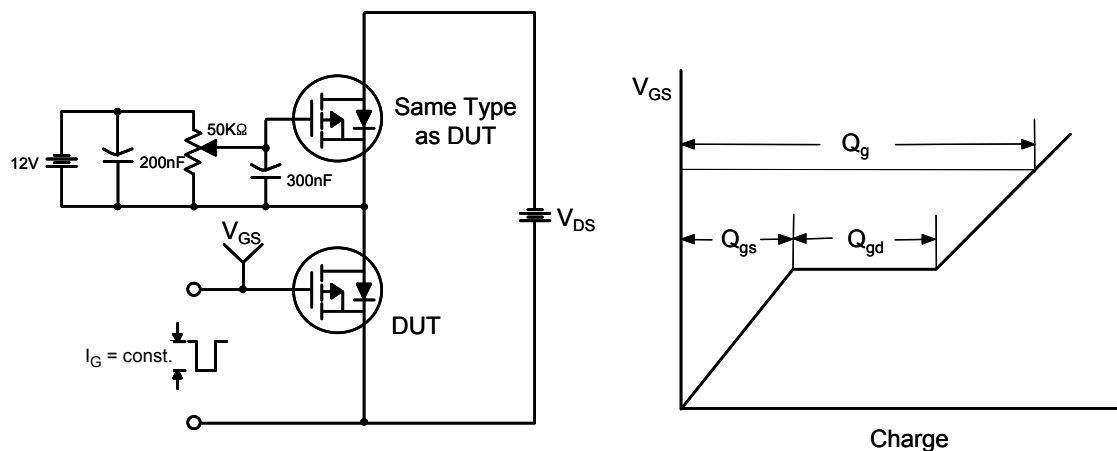 12V
200nF
50KΩ
300nF
Same Type
as DUT
V_DS
V_GS
DUT
I_G = const.
V_GS
Q_g
Q_gs
Q_gd
Charge